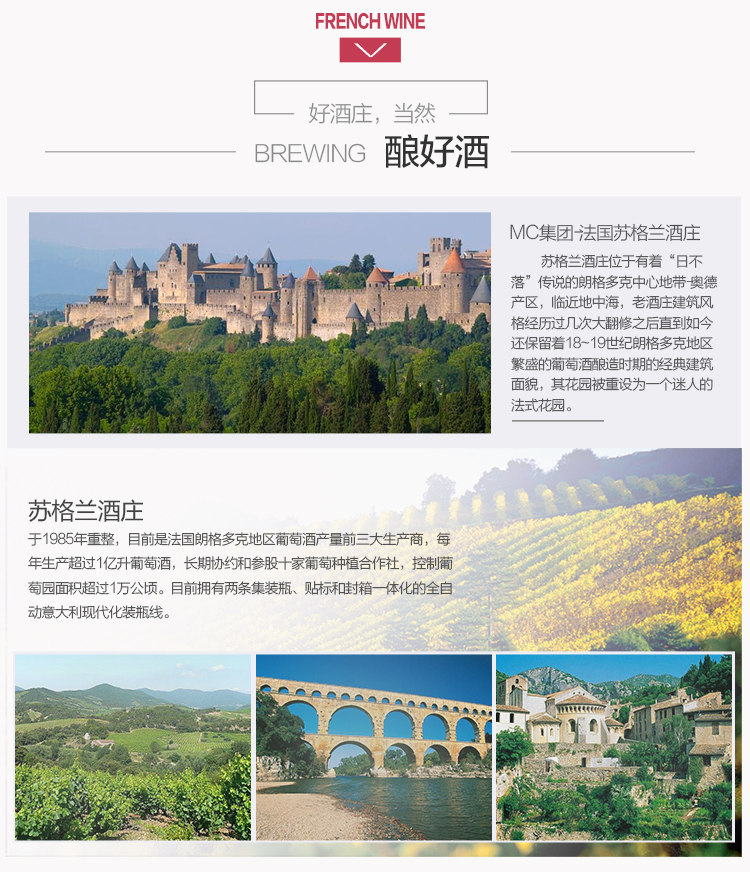 FRENCH WINE
好酒庄，当然
BREWING 酿好酒
MC集团-法国苏格兰酒庄
苏格兰酒庄位于有着“日不
落”传说的朗格多克中心地带-奥德
产区，临近地中海，老酒庄建筑风
格经历过几次大翻修之后直到如今
还保留着18~19世纪朗格多克地区
繁盛的葡萄酒酿造时期的经典建筑
面貌，其花园被重设为一个迷人的
法式花园。
苏格兰酒庄
于1985年重整，目前是法国朗格多克地区葡萄酒产量前三大生产商，每
年生产超过1亿升葡萄酒，长期协约和参股十家葡萄种植合作社，控制葡
萄园面积超过1万公顷。目前拥有两条集装瓶、贴标和封箱一体化的全自
动意大利现代化装瓶线。